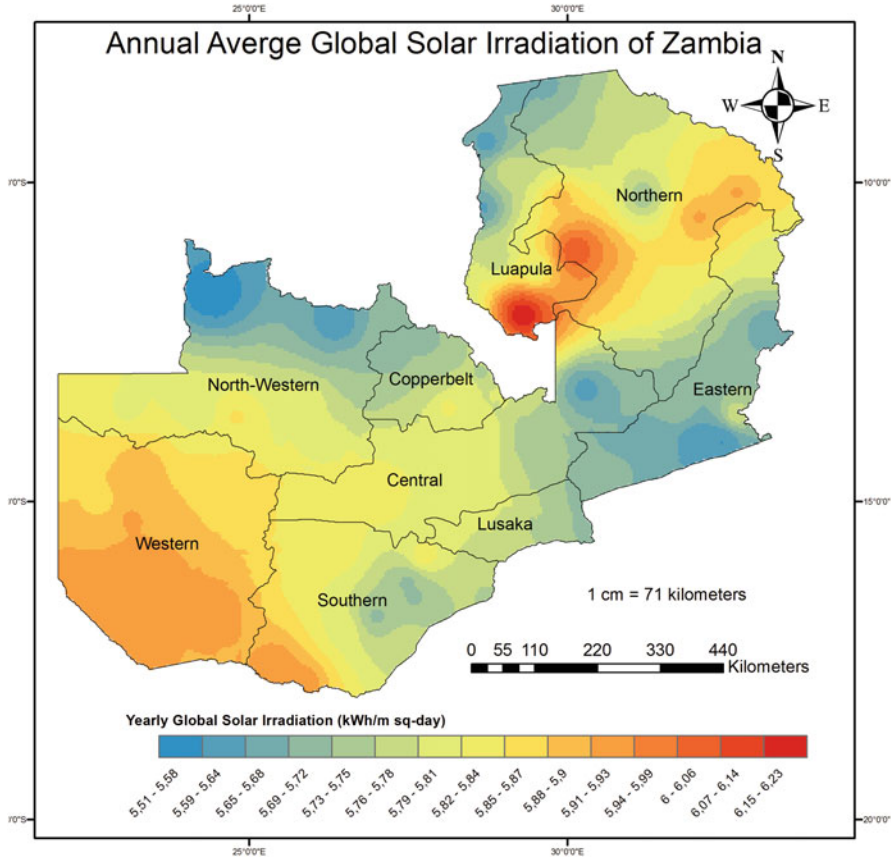 25°0'0"E 30°0'0"E
Annual Averge Global Solar Irradiation of Zambia
N
W E
S
0°0'S 10°0'0"S
Northern
Luapula
North-Western
Copperbelt
Eastern
Central
0°0'S 15°0'0"S
Lusaka
Western
Southern
1 cm = 71 kilometers
0 55 110 220 330 440
Kilometers
Yearly Global Solar Irradiation (kWh/m sq-day)
5,51 - 5,58
5,59 - 5,64
5,65 - 5,68
5,69 - 5,72
5,73 - 5,75
5,76 - 5,78
5,79 - 5,81
5,82 - 5,84
5,85 - 5,87
5,88 - 5,9
5,91 - 5,93
5,94 - 5,99
6 - 6,06
6,07 - 6,14
6,15 - 6,23
0°0'S 20°0'0"S
25°0'0"E 30°0'0"E